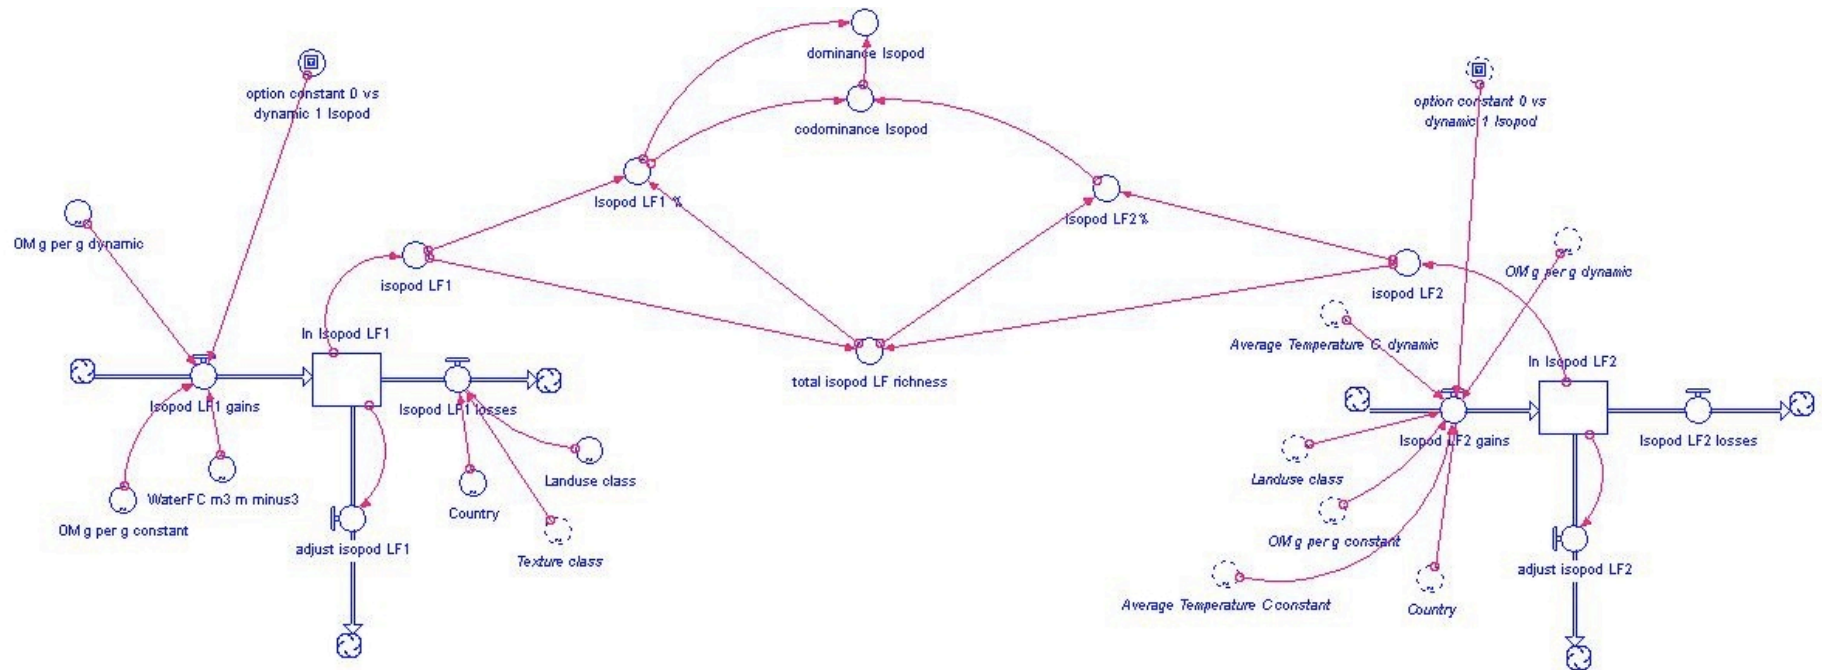 dominance Isopod
option constant 0 vs
dynamic 1 Isopod
option constant 0 vs
dynamic 1 Isopod
codominance Isopod
Isopod LF1 %
Isopod LF2 %
OM g per g dynamic
OM g per g dynamic
isopod LF1
isopod LF2
In Isopod LF1
Average Temperature C dynamic
In Isopod LF2
total isopod LF richness
Isopod LF1 gains
Isopod LF1 losses
Isopod LF2 gains
Isopod LF2 losses
Landuse class
Landuse class
WaterFC m3 m minus3
Country
OM g per g constant
OM g per g constant
adjust isopod LF1
Texture class
adjust isopod LF2
Average Temperature C constant
Country